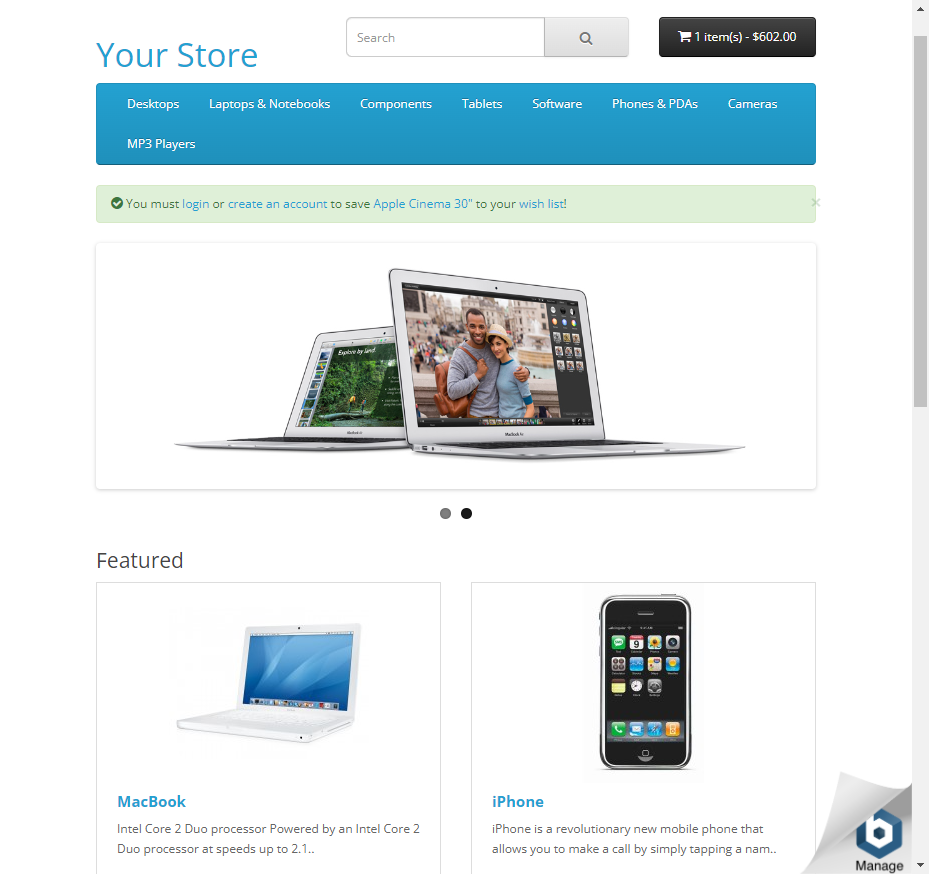 Your Store
Search
1 item(s) - $602.00
Desktops
Laptops & Notebooks
Components
Tablets
Software
Phones & PDAs
Cameras
MP3 Players
You must login or create an account to save Apple Cinema 30" to your wish list!
×
Explore by land.
MacBook Air
Featured
MacBook
Intel Core 2 Duo processor Powered by an Intel Core 2
Duo processor at speeds up to 2.1..
iPhone
iPhone is a revolutionary new mobile phone that
allows you to make a call by simply tapping a nam..
Manage